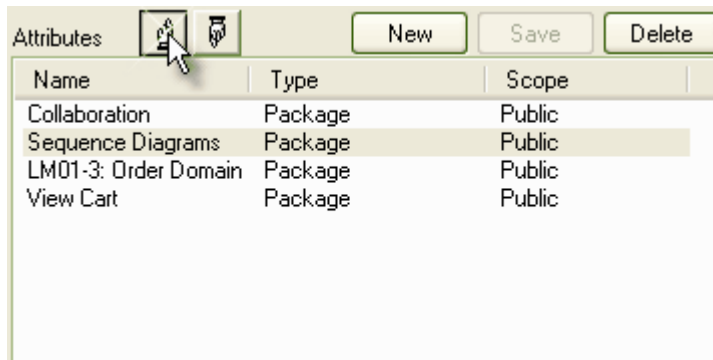 Attributes New Save Delete
Name Type Scope
Collaboration Package Public
Sequence Diagrams Package Public
LM01-3: Order Domain Package Public
View Cart Package Public